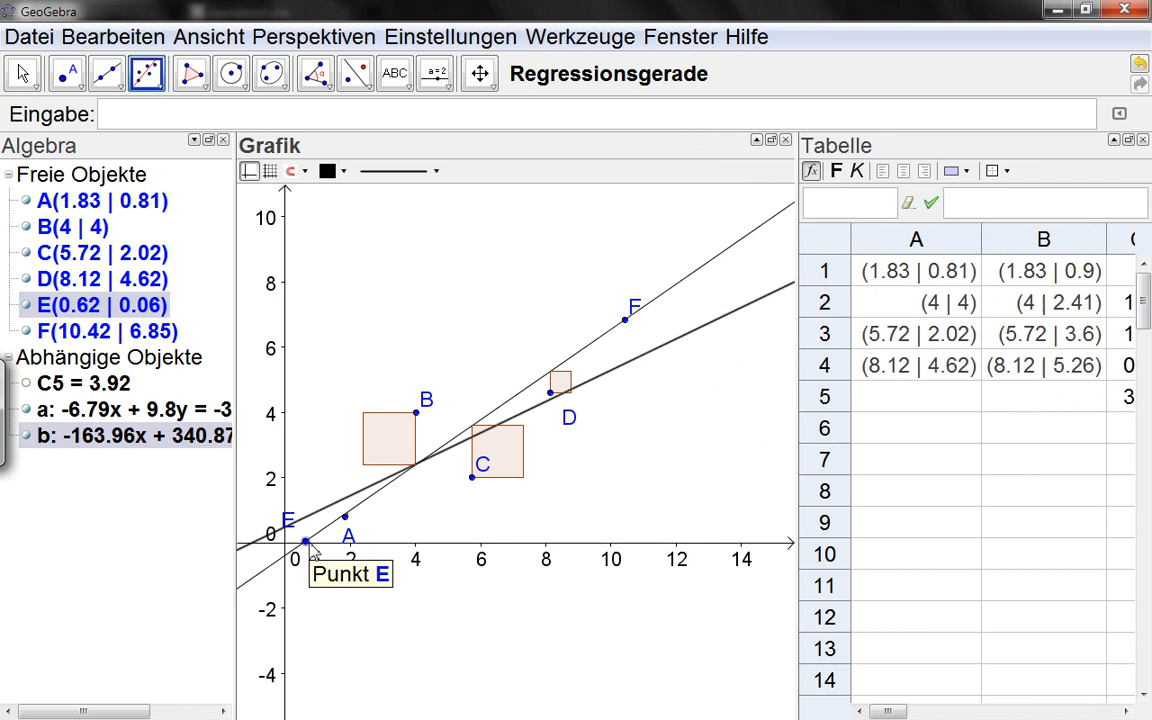 GeoGebra
Datei Bearbeiten Ansicht Perspektiven Einstellungen Werkzeuge Fenster Hilfe
A ABC a=2 Regressionsgerade
Eingabe:
Algebra
Freie Objekte
A(1.83 | 0.81)
B(4 | 4)
C(5.72 | 2.02)
D(8.12 | 4.62)
E(0.62 | 0.06)
F(10.42 | 6.85)
Abhängige Objekte
C5 = 3.92
a: -6.79x + 9.8y = -3
b: -163.96x + 340.87
Grafik
10
8
6
4
2
0
-2
-4
0 2 4 6 8 10 12 14
F
B
D
C
E
A
Punkt E
Tabelle
fx F K
A B
1 (1.83 | 0.81) (1.83 | 0.9)
2 (4 | 4) (4 | 2.41) 1
3 (5.72 | 2.02) (5.72 | 3.6) 1
4 (8.12 | 4.62) (8.12 | 5.26) 0
5 3
6
7
8
9
10
11
12
13
14